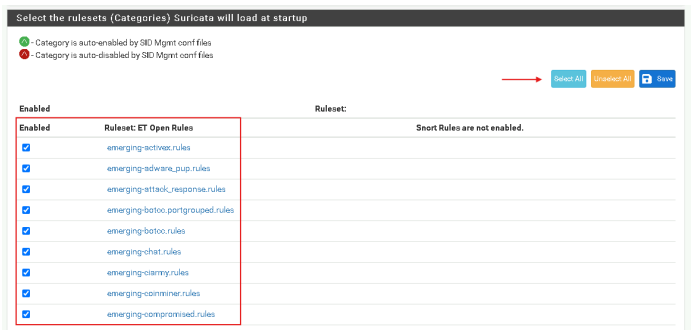 Select the rulesets (Categories) Suricata will load at startup
- Category is auto-enabled by SID Mgmt conf files
- Category is auto-disabled by SID Mgmt conf files
Select All Unselect All Save
Enabled Ruleset:
Enabled Ruleset: ET Open Rules Snort Rules are not enabled.
emerging-activex.rules
emerging-adware_pup.rules
emerging-attack_response.rules
emerging-botcc.portgrouped.rules
emerging-botcc.rules
emerging-chat.rules
emerging-ciarmy.rules
emerging-coinminer.rules
emerging-compromised.rules